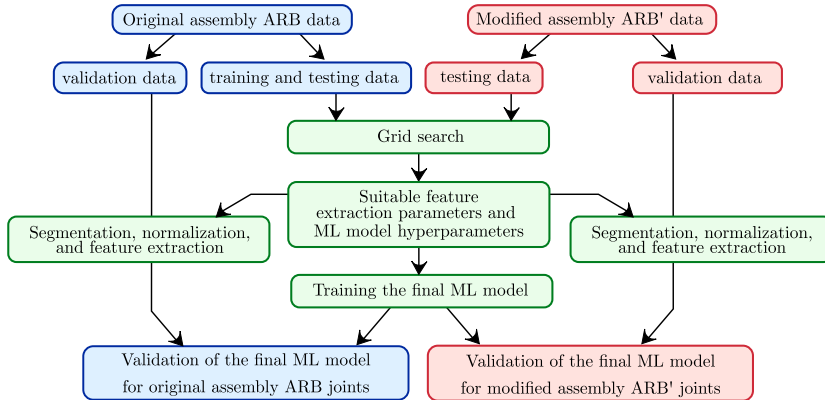 Original assembly ARB data
Modified assembly ARB' data
validation data
training and testing data
testing data
validation data
Grid search
Suitable feature
extraction parameters and
ML model hyperparameters
Segmentation, normalization,
and feature extraction
Segmentation, normalization,
and feature extraction
Training the final ML model
Validation of the final ML model
for original assembly ARB joints
Validation of the final ML model
for modified assembly ARB' joints